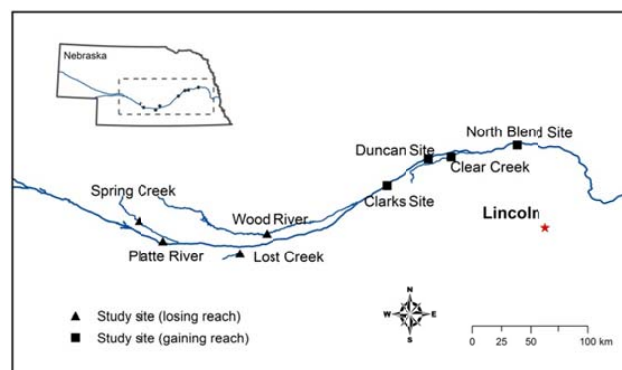 Nebraska
North Blend Site
Duncan Site
Clear Creek
Spring Creek
Clarks Site
Wood River
Lincoln
Platte River
Lost Creek
Study site (losing reach)
Study site (gaining reach)
N
W E
S
0 25 50 100 km